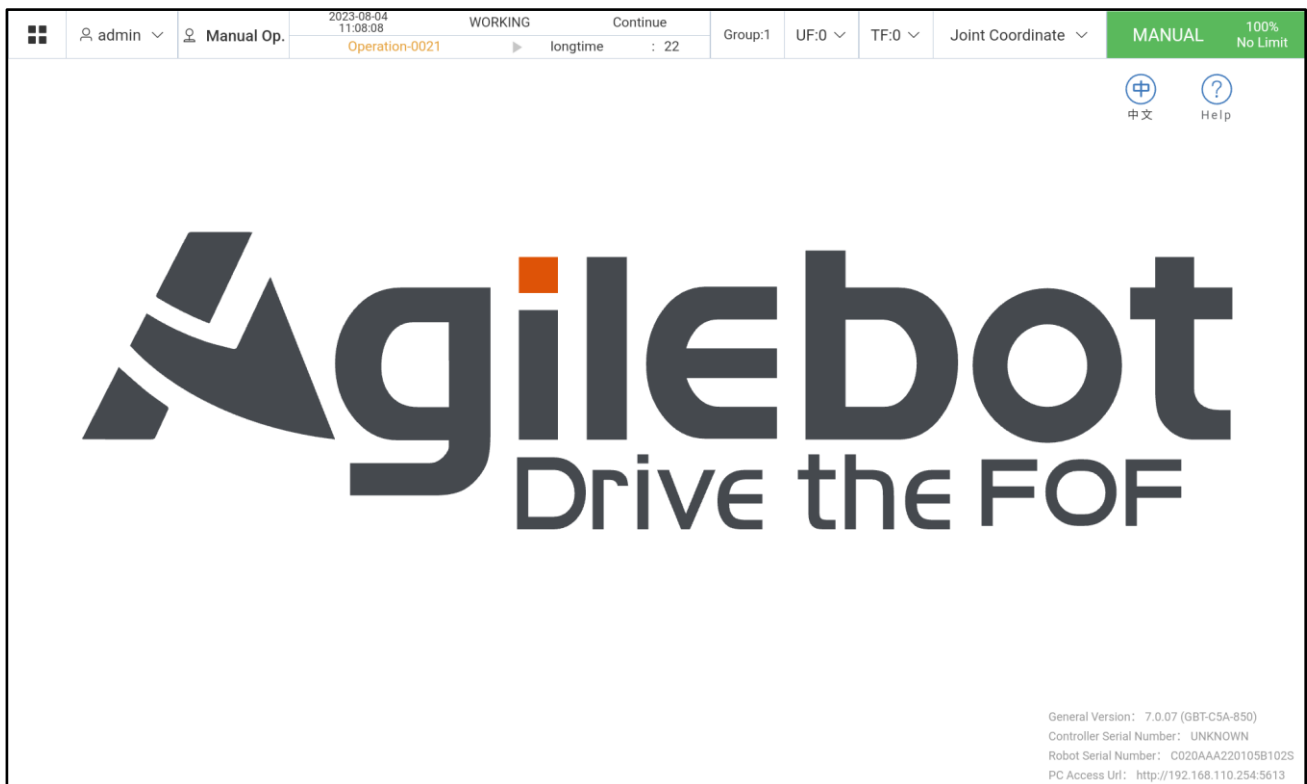 admin
Manual Op.
2023-08-04
11:08:08
WORKING
Continue
Operation-0021
longtime : 22
Group:1
UF:0
TF:0
Joint Coordinate
MANUAL
100%
No Limit
中
中文
?
Help
Agilebot
Drive the FOF
General Version: 7.0.07 (GBT-C5A-850)
Controller Serial Number: UNKNOWN
Robot Serial Number: C020AAA220105B102S
PC Access Url: http://192.168.110.254:5613